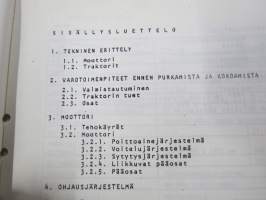 SISÄLLYSLUETTELO
1. TEKNINEN ERITTELY
1.1. Moottori
1.2. Traktorit
2. VAROTOIMENPITEET ENNEN PURKAMISTA JA KOKOAMISTA
2.1. Valmistautuminen
2.2. Traktorin tuet
2.3. Osat
3. MOOTTORI
3.1. Tehokäyrät
3.2. Moottori
3.2.1. Polttoainejärjestelmä
3.2.2. Voitelujärjestelmä
3.2.3. Sytytysjärjestelmä
3.2.4. Liikkuvat pääosat
3.2.5. Pääosat
4. OHJAUSJÄRJESTELMÄ